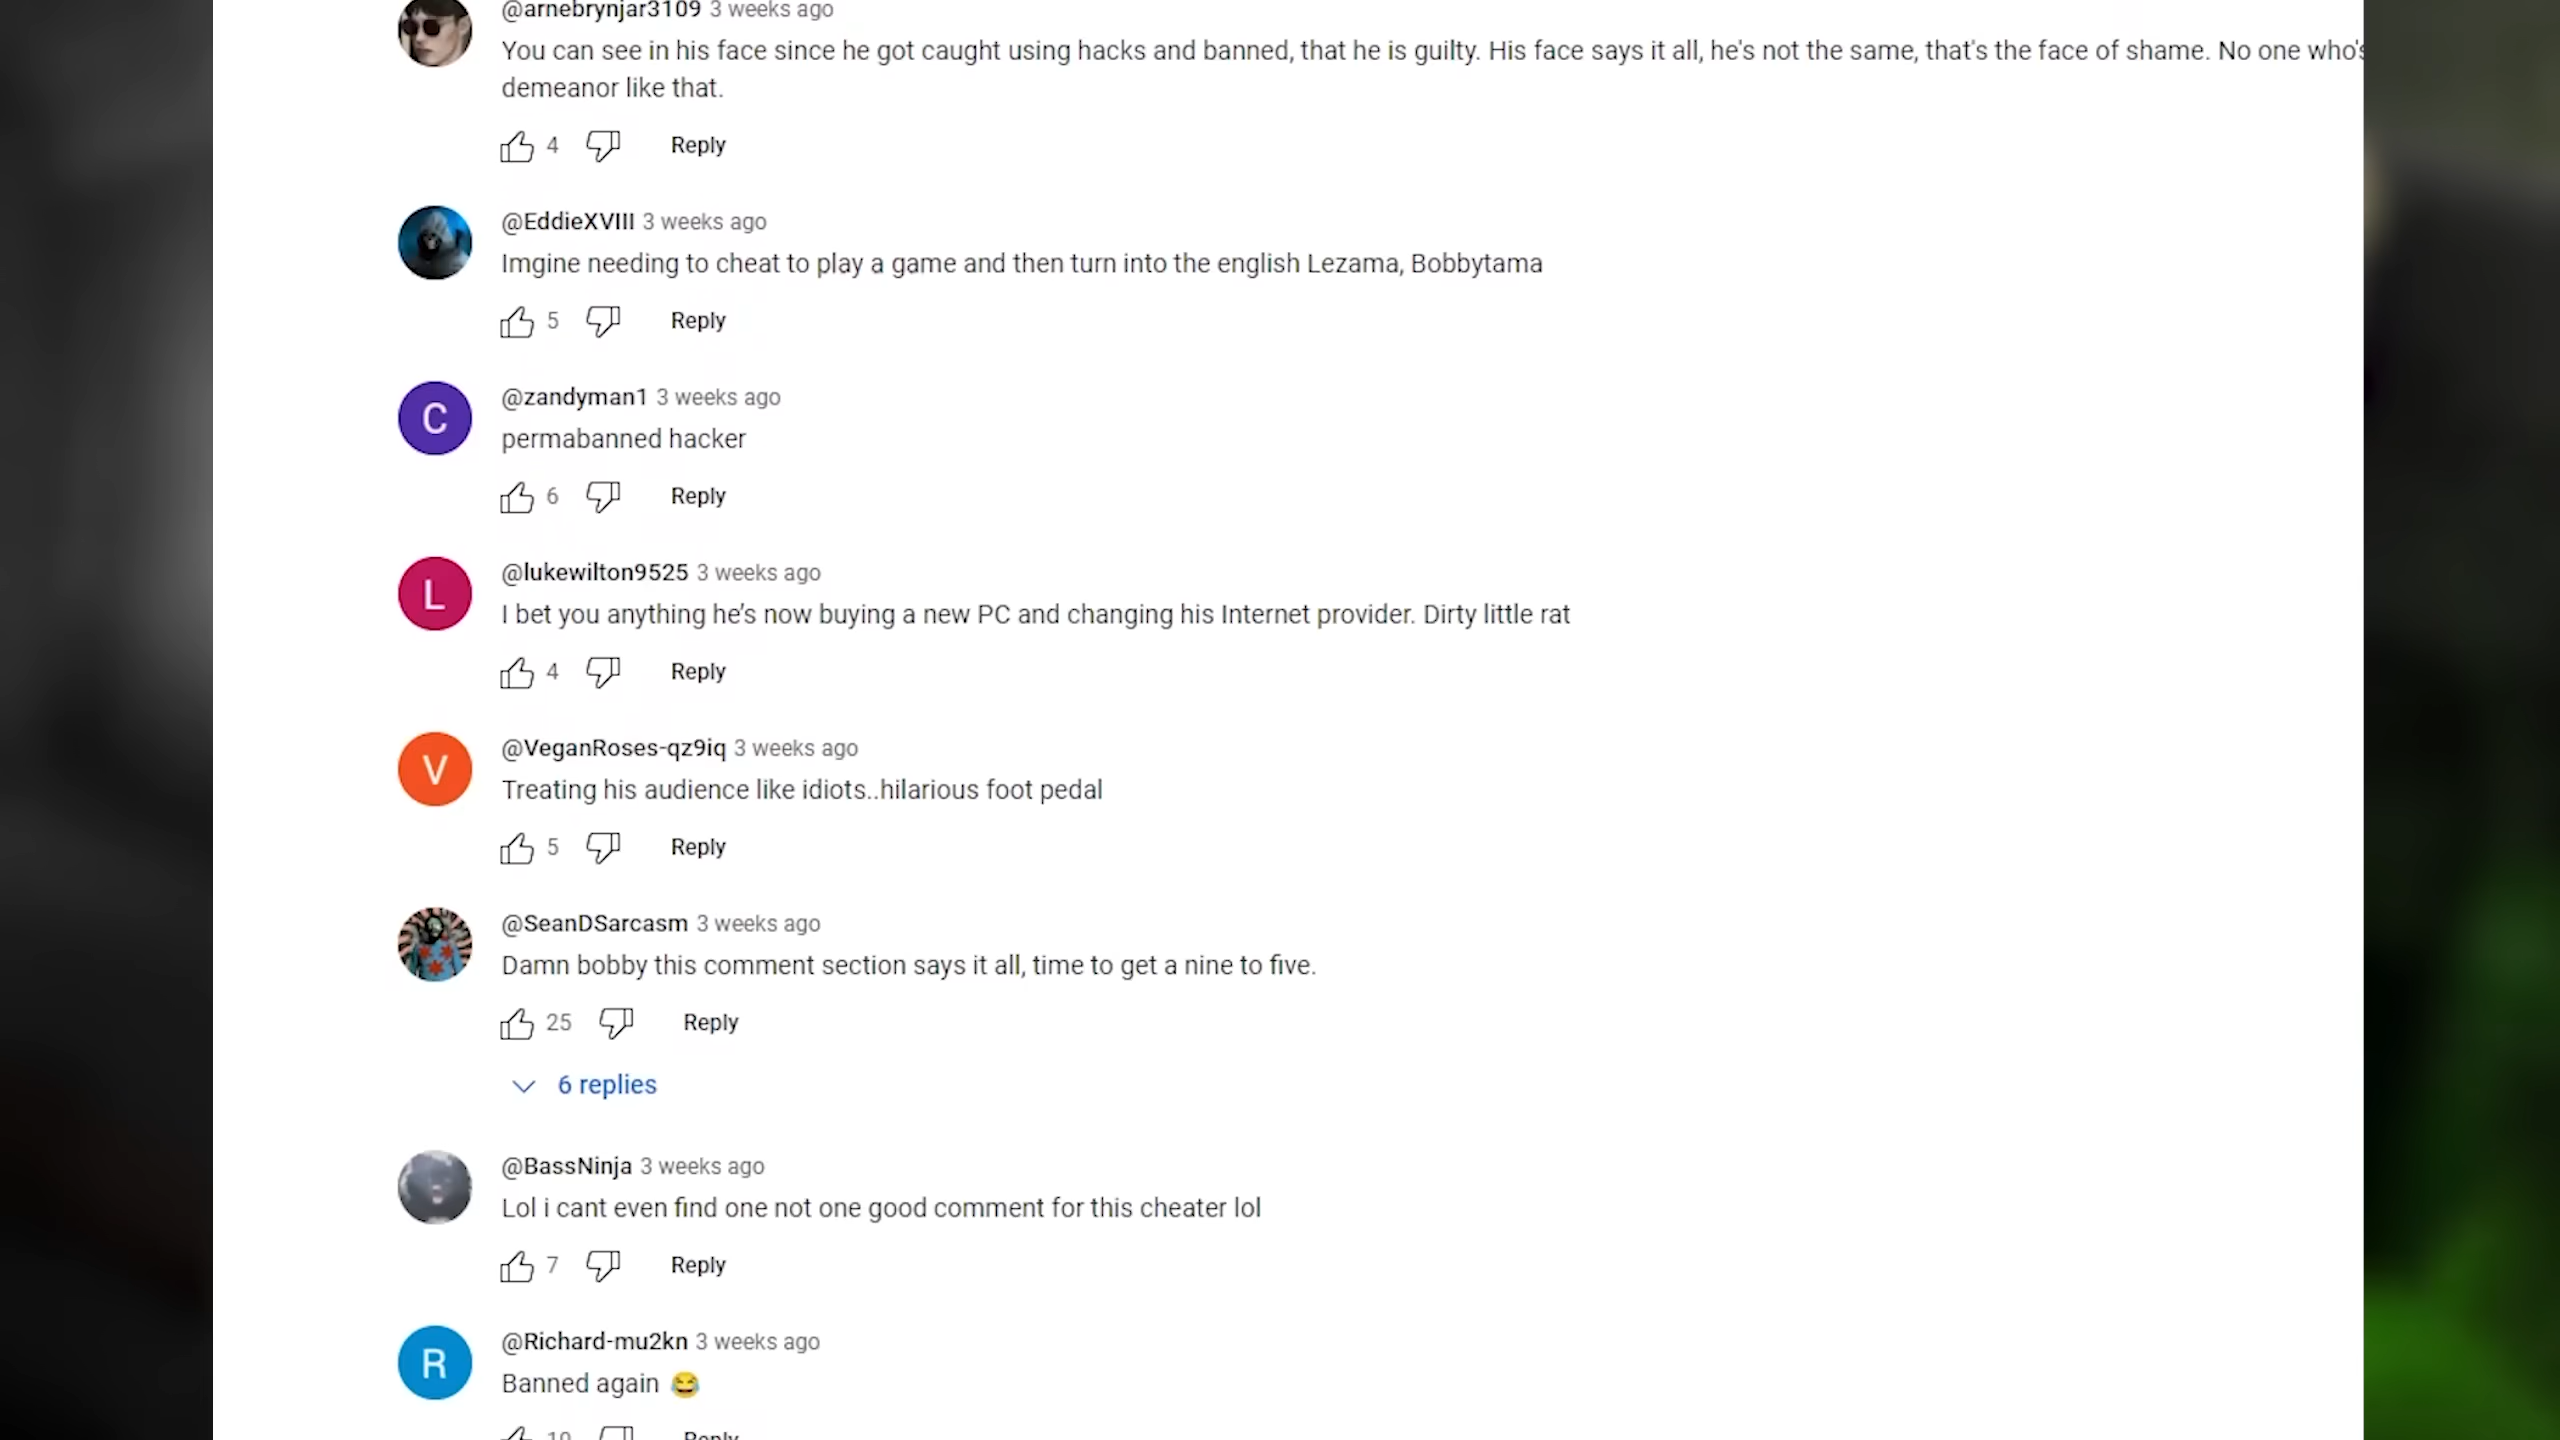 @arnebrynjar3109 3 weeks ago
You can see in his face since he got caught using hacks and banned, that he is guilty. His face says it all, he's not the same, that's the face of shame. No one who's
demeanor like that.
4 Reply
@EddieXVIII 3 weeks ago
Imgine needing to cheat to play a game and then turn into the english Lezama, Bobbytama
5 Reply
C
@zandyman1 3 weeks ago
permabanned hacker
6 Reply
L
@lukewilton9525 3 weeks ago
I bet you anything he’s now buying a new PC and changing his Internet provider. Dirty little rat
4 Reply
V
@VeganRoses-qz9iq 3 weeks ago
Treating his audience like idiots..hilarious foot pedal
5 Reply
@SeanDSarcasm 3 weeks ago
Damn bobby this comment section says it all, time to get a nine to five.
25 Reply
6 replies
@BassNinja 3 weeks ago
Lol i cant even find one not one good comment for this cheater lol
7 Reply
R
@Richard-mu2kn 3 weeks ago
Banned again 😂
Reply